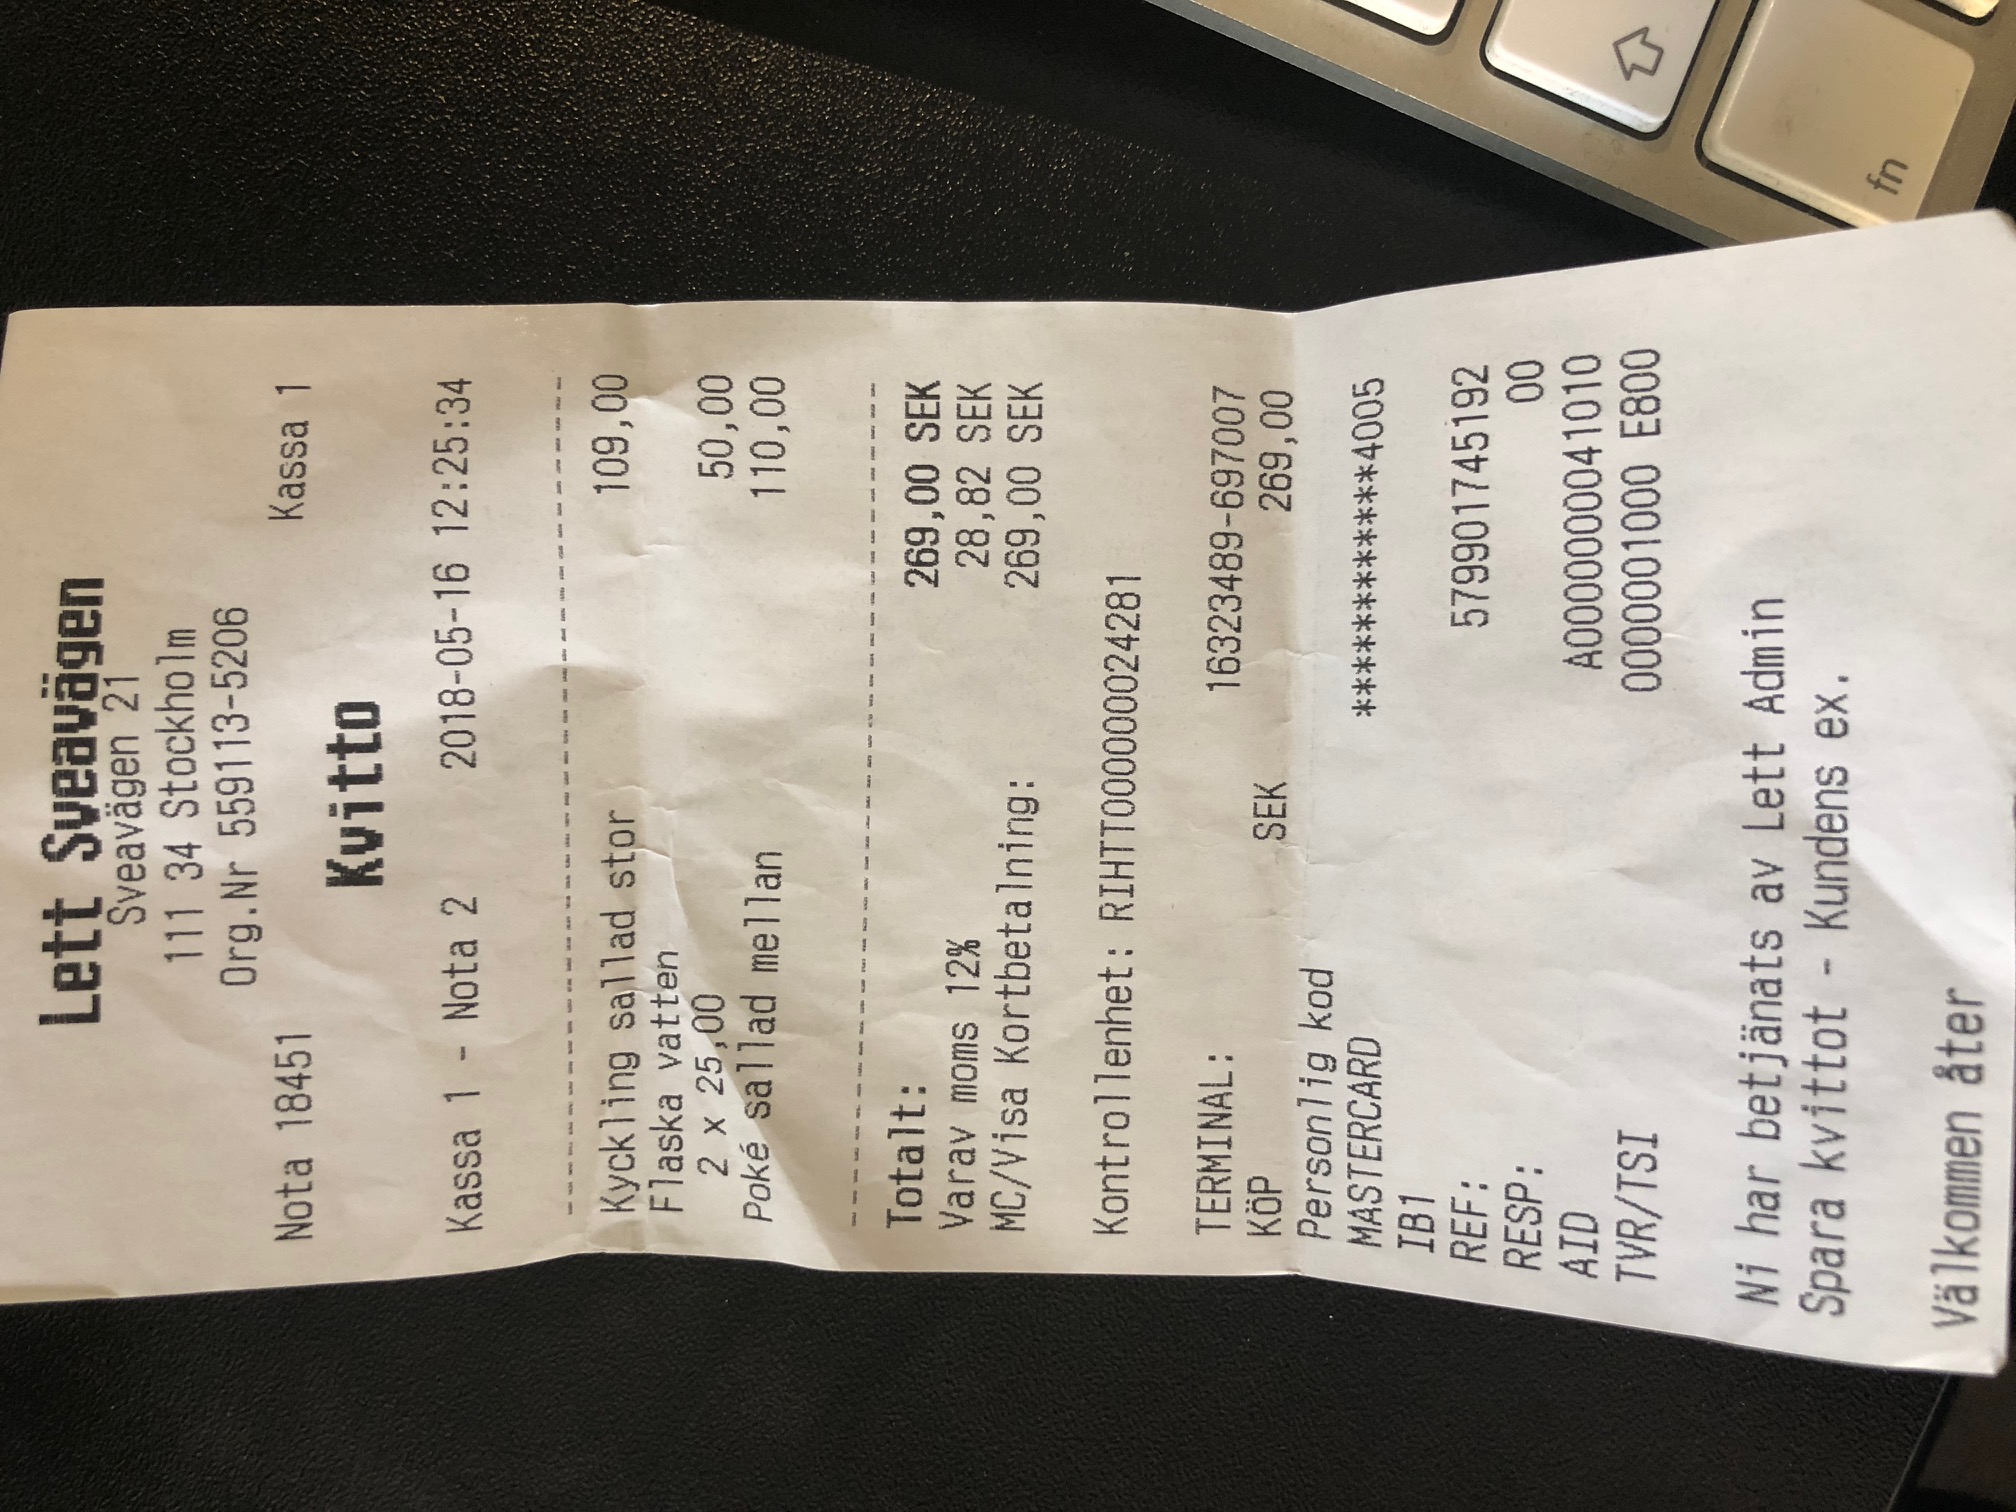 Lett Sveavägen
Sveavägen 21
111 34 Stockholm
Org.Nr 559113-5206
Nota 18451 Kassa 1
Kvitto
Kassa 1 - Nota 2 2018-05-16 12:25:34
Kyckling sallad stor 109,00
Flaska vatten
2 x 25,00 50,00
Poké sallad mellan 110,00
Totalt: 269,00 SEK
Varav moms 12% 28,82 SEK
MC/Visa Kortbetalning: 269,00 SEK
Kontrollenhet: RIHTT000000024281
TERMINAL: 16323489-697007
KÖP SEK 269,00
Personlig kod
MASTERCARD ************4005
IB1
REF: 579901745192
RESP: 00
AID A0000000041010
TVR/TSI 0000001000 E800
Ni har betjänats av Lett Admin
Spara kvittot - Kundens ex.
Välkommen åter
fn